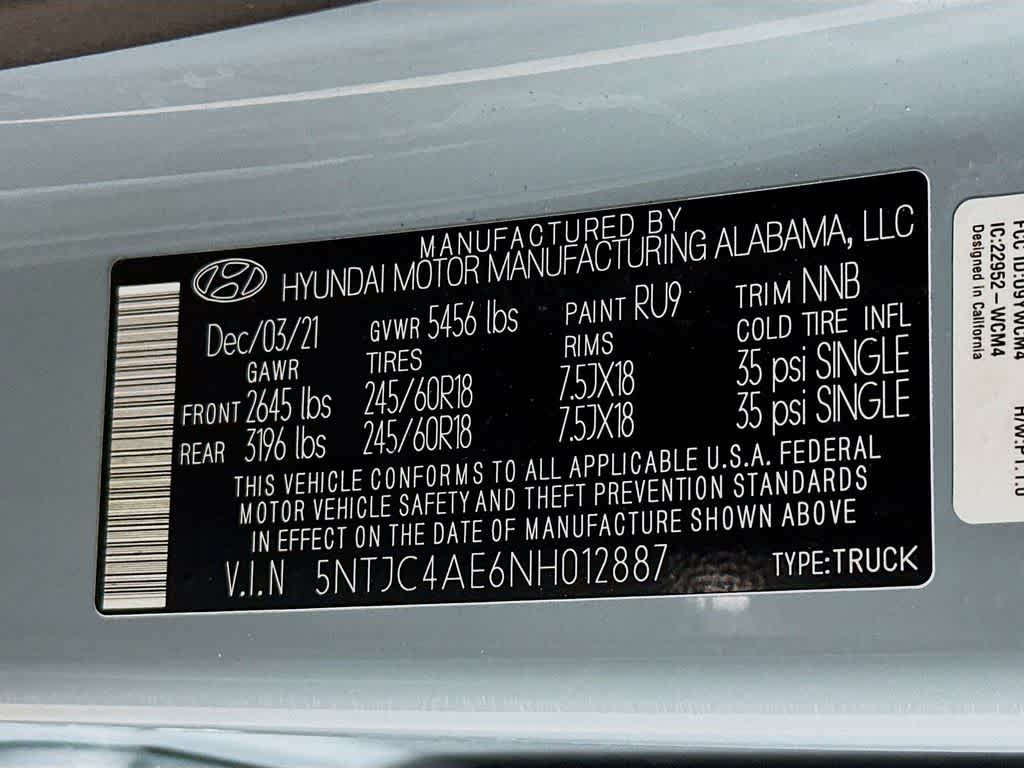 MANUFACTURED BY
HYUNDAI MOTOR MANUFACTURING ALABAMA, LLC
Dec/03/21 GVWR 5456 lbs PAINT RU9 TRIM NNB
GAWR TIRES RIMS COLD TIRE INFL
FRONT 2645 lbs 245/60R18 7.5JX18 35 psi SINGLE
REAR 3196 lbs 245/60R18 7.5JX18 35 psi SINGLE
THIS VEHICLE CONFORMS TO ALL APPLICABLE U.S.A. FEDERAL
MOTOR VEHICLE SAFETY AND THEFT PREVENTION STANDARDS
IN EFFECT ON THE DATE OF MANUFACTURE SHOWN ABOVE
V.I.N 5NTJC4AE6NH012887 TYPE:TRUCK
IC:22952-WCM4
Designed in California